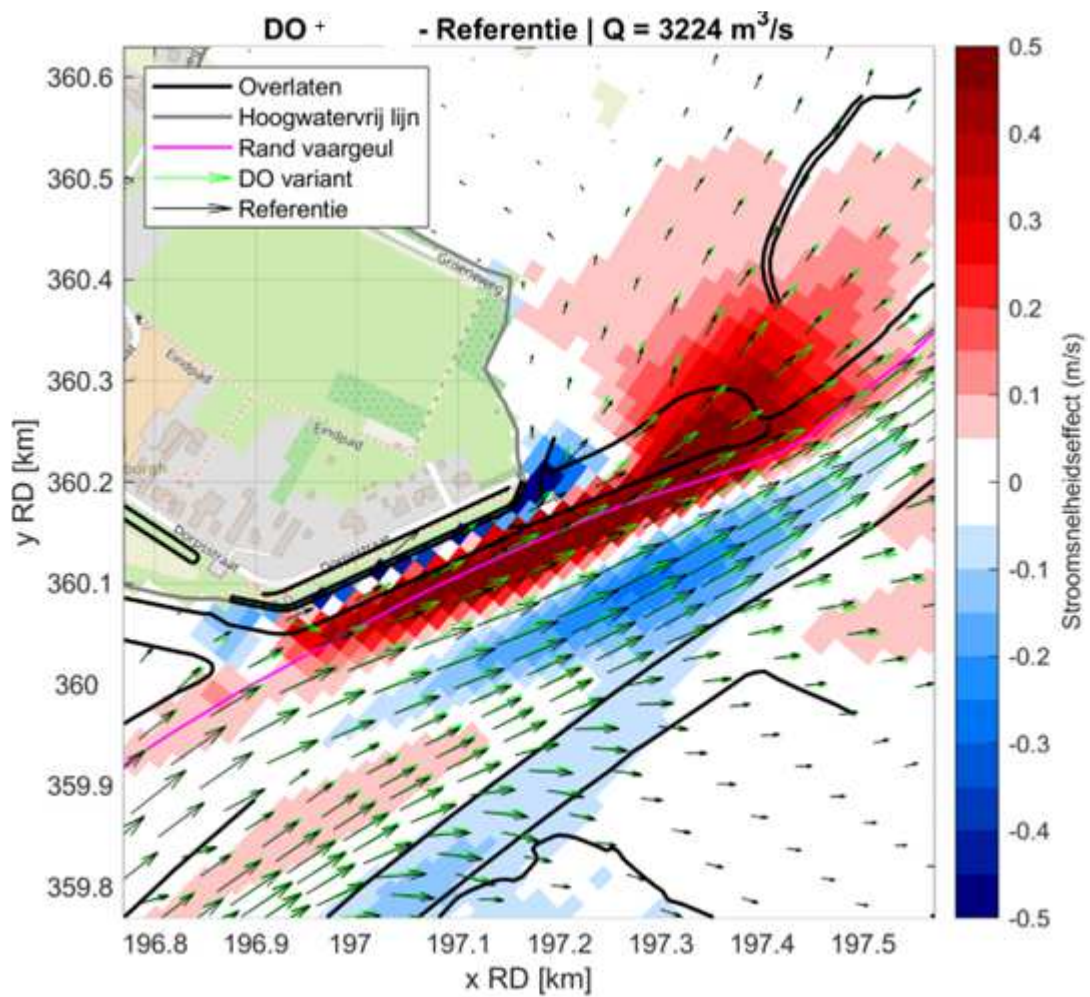 DO + - Referentie | Q = 3224 m³/s
Overlaten
Hoogwatervrij lijn
Rand vaargeul
DO variant
Referentie
360.6
360.5
360.4
360.3
360.2
360.1
360
359.9
359.8
y RD [km]
Groeneweg
Eindpad
Eindpad
Dorpsstraat
196.8
196.9
197
197.1
197.2
197.3
197.4
197.5
x RD [km]
0.5
0.4
0.3
0.2
0.1
0
-0.1
-0.2
-0.3
-0.4
-0.5
Stroomsnelheidseffect (m/s)